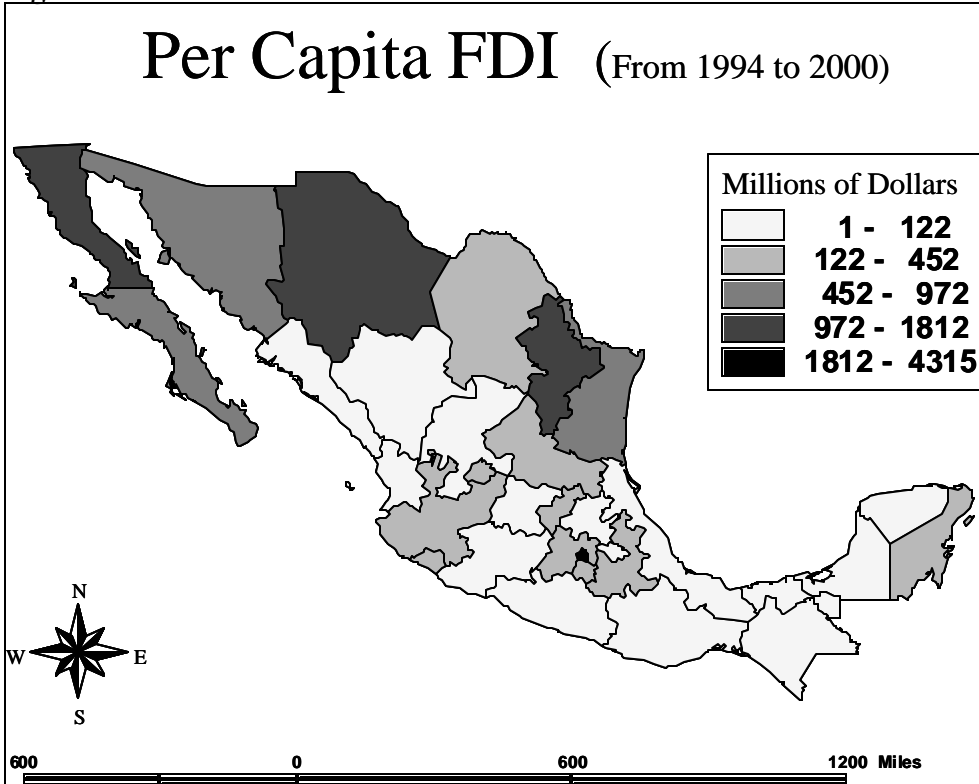 Per Capita FDI (From 1994 to 2000)
Millions of Dollars
1 - 122
122 - 452
452 - 972
972 - 1812
1812 - 4315
N
W E
S
600 0 600 1200 Miles